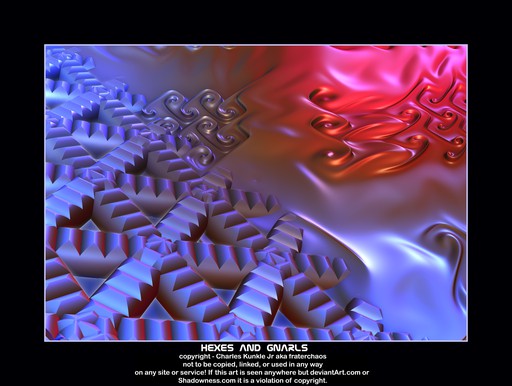 HEXES AND GNARLS
copyright - Charles Kunkle Jr aka fraterchaos
not to be copied, linked, or used in any way
on any site or service! If this art is seen anywhere but deviantArt.com or
Shadowness.com it is a violation of copyright.